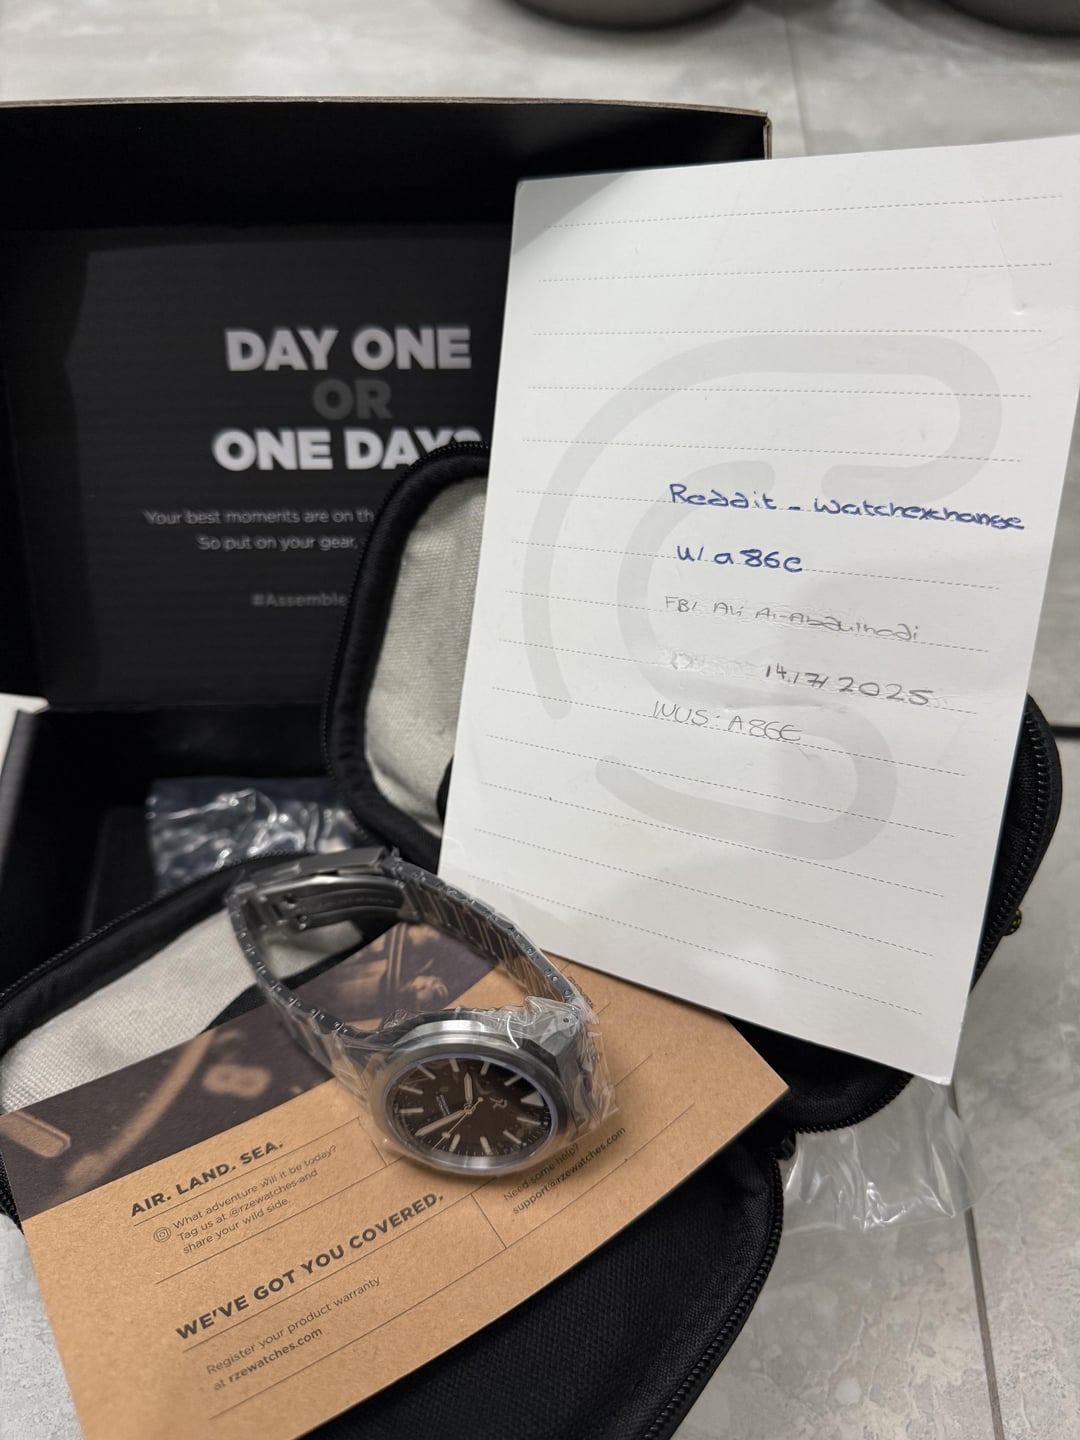 DAY ONE
OR
ONE DAY?
Your best moments are on th
So put on your gear,
#Assemble
Reddit - Watchexchange
u/a86e
FB/ Ali Al-Abdulhadi
14/7/2025
WUS: A86E
AIR. LAND. SEA.
What adventure will it be today?
Tag us at @rzewatches and
share your wild side.
WE'VE GOT YOU COVERED.
Register your product warranty
at rzewatches.com
Need some help?
support@rzewatches.com